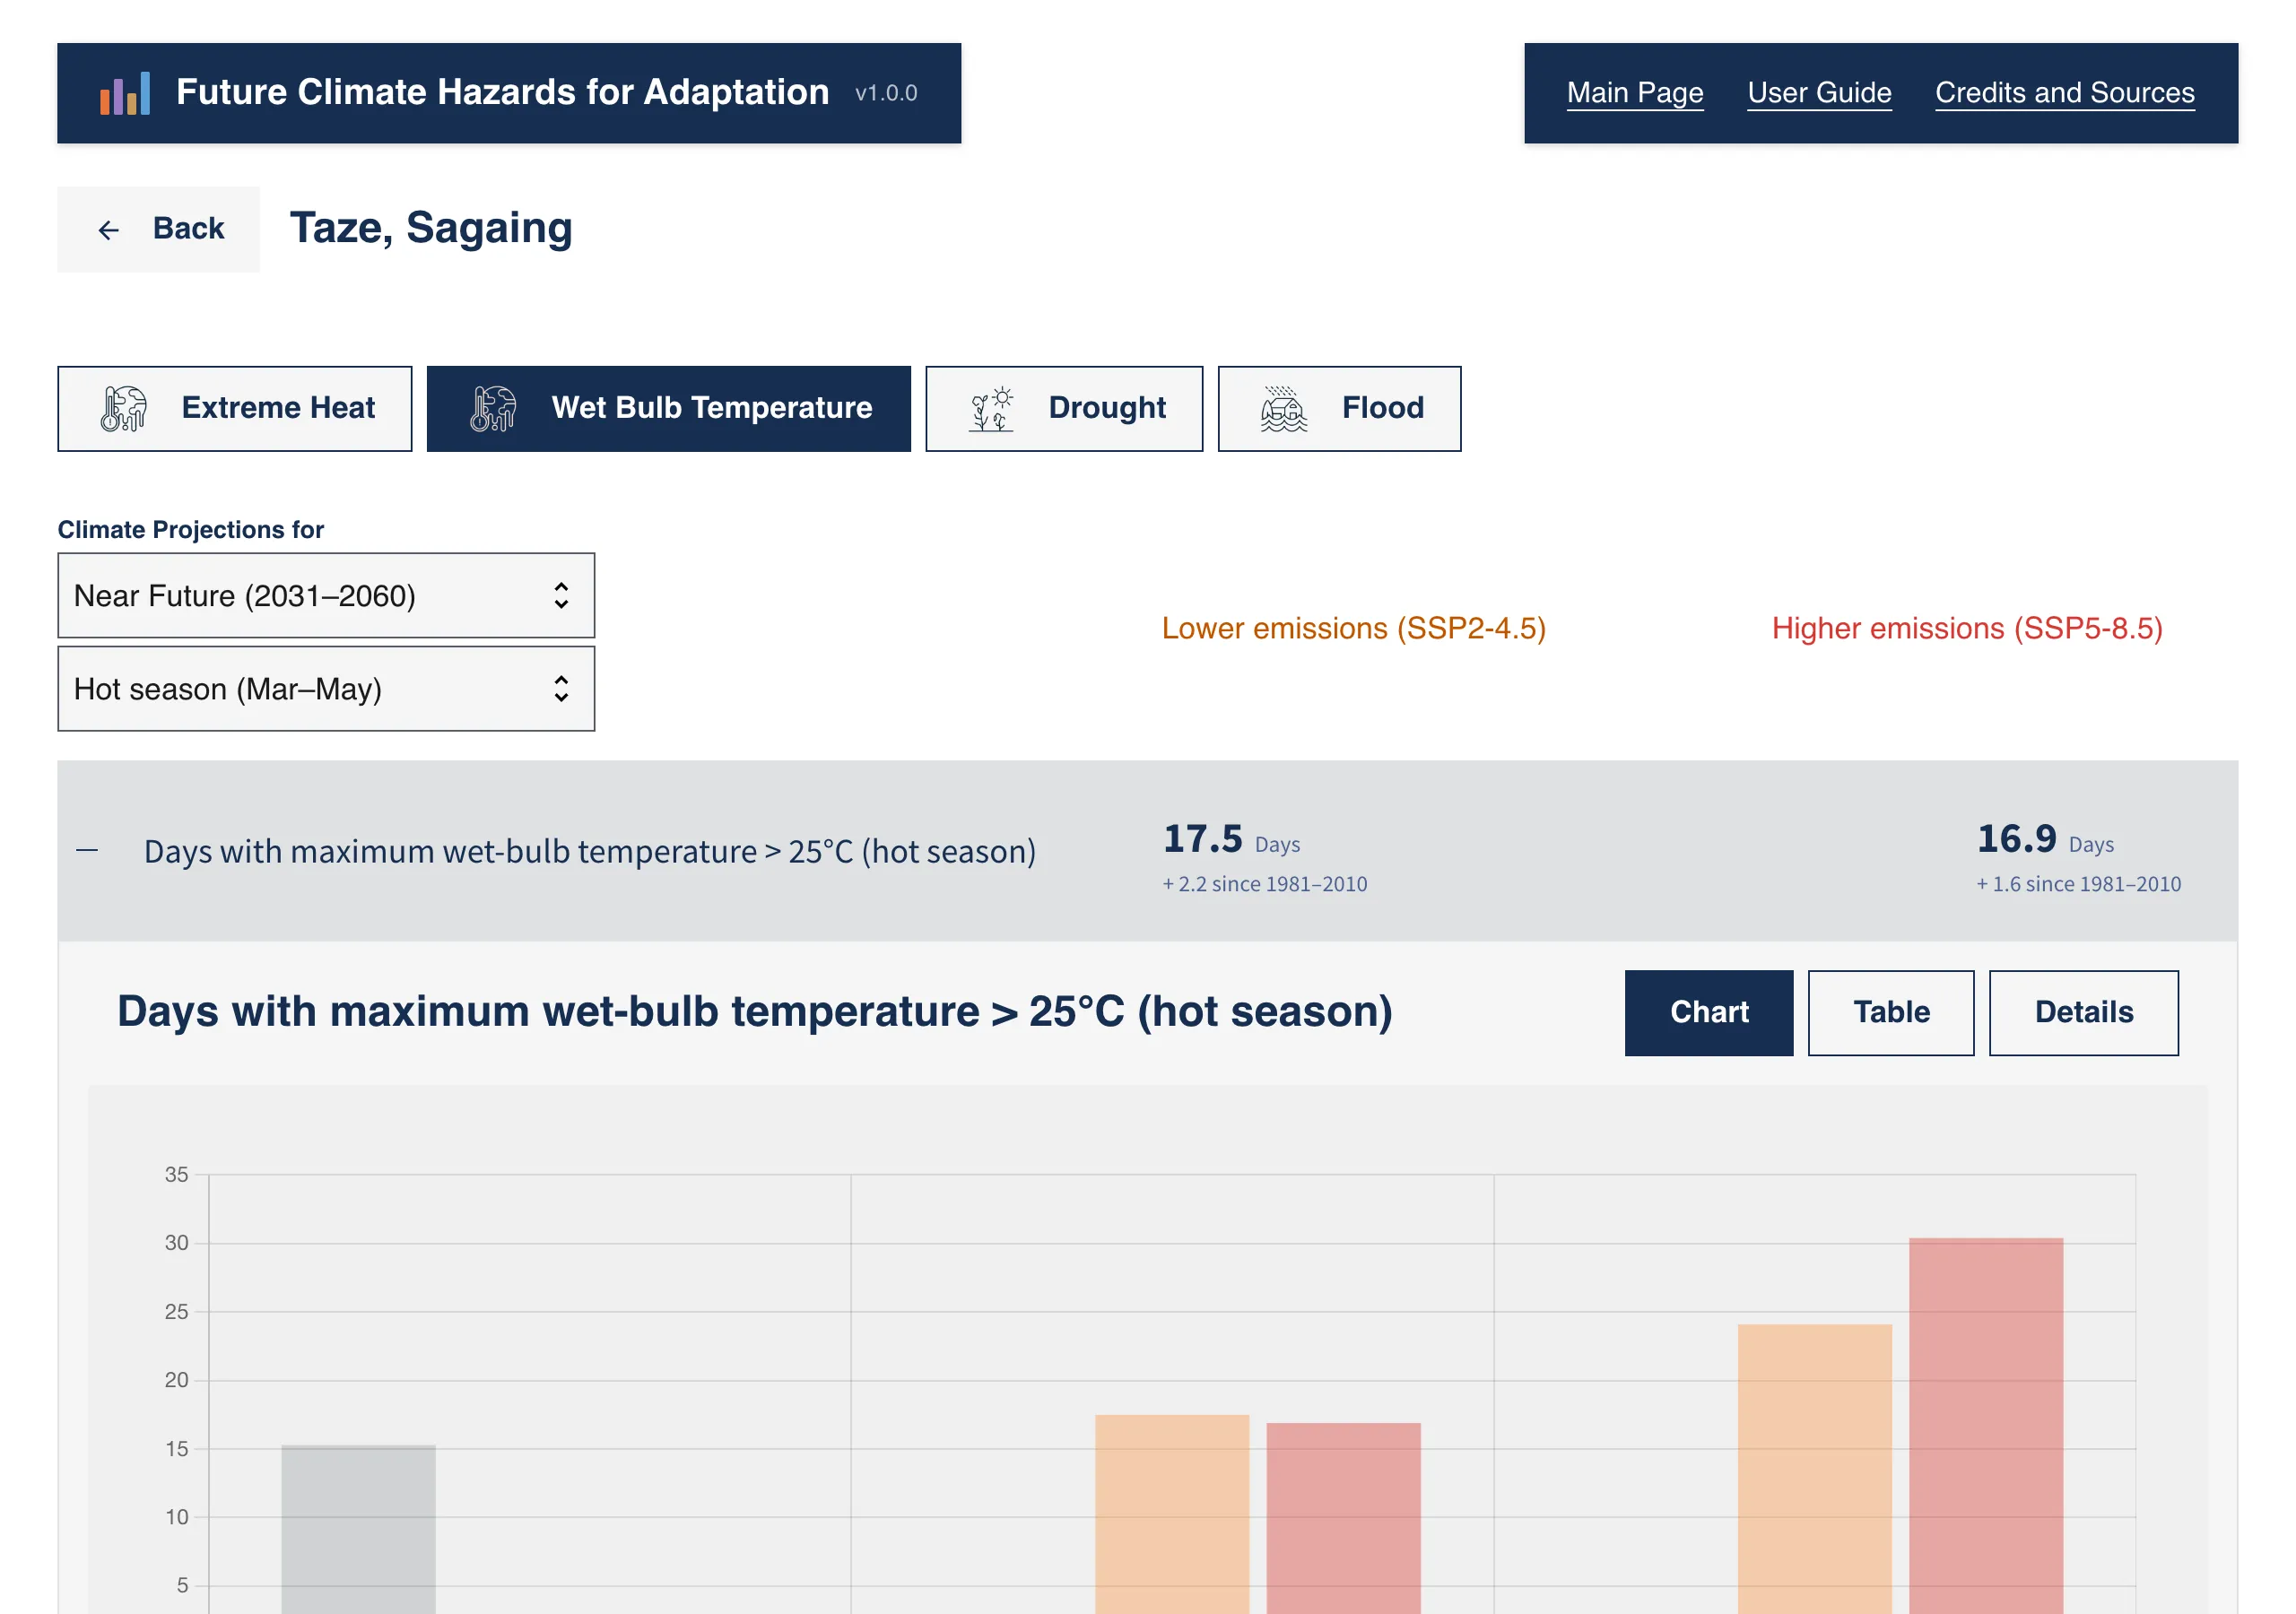 Future Climate Hazards for Adaptation v1.0.0
Main Page User Guide Credits and Sources
Back
Taze, Sagaing
Extreme Heat
Wet Bulb Temperature
Drought
Flood
Climate Projections for
Near Future (2031–2060)
Hot season (Mar–May)
Lower emissions (SSP2-4.5)
Higher emissions (SSP5-8.5)
Days with maximum wet-bulb temperature > 25°C (hot season)
17.5 Days
+ 2.2 since 1981–2010
16.9 Days
+ 1.6 since 1981–2010
Days with maximum wet-bulb temperature > 25°C (hot season)
Chart
Table
Details
35
30
25
20
15
10
5